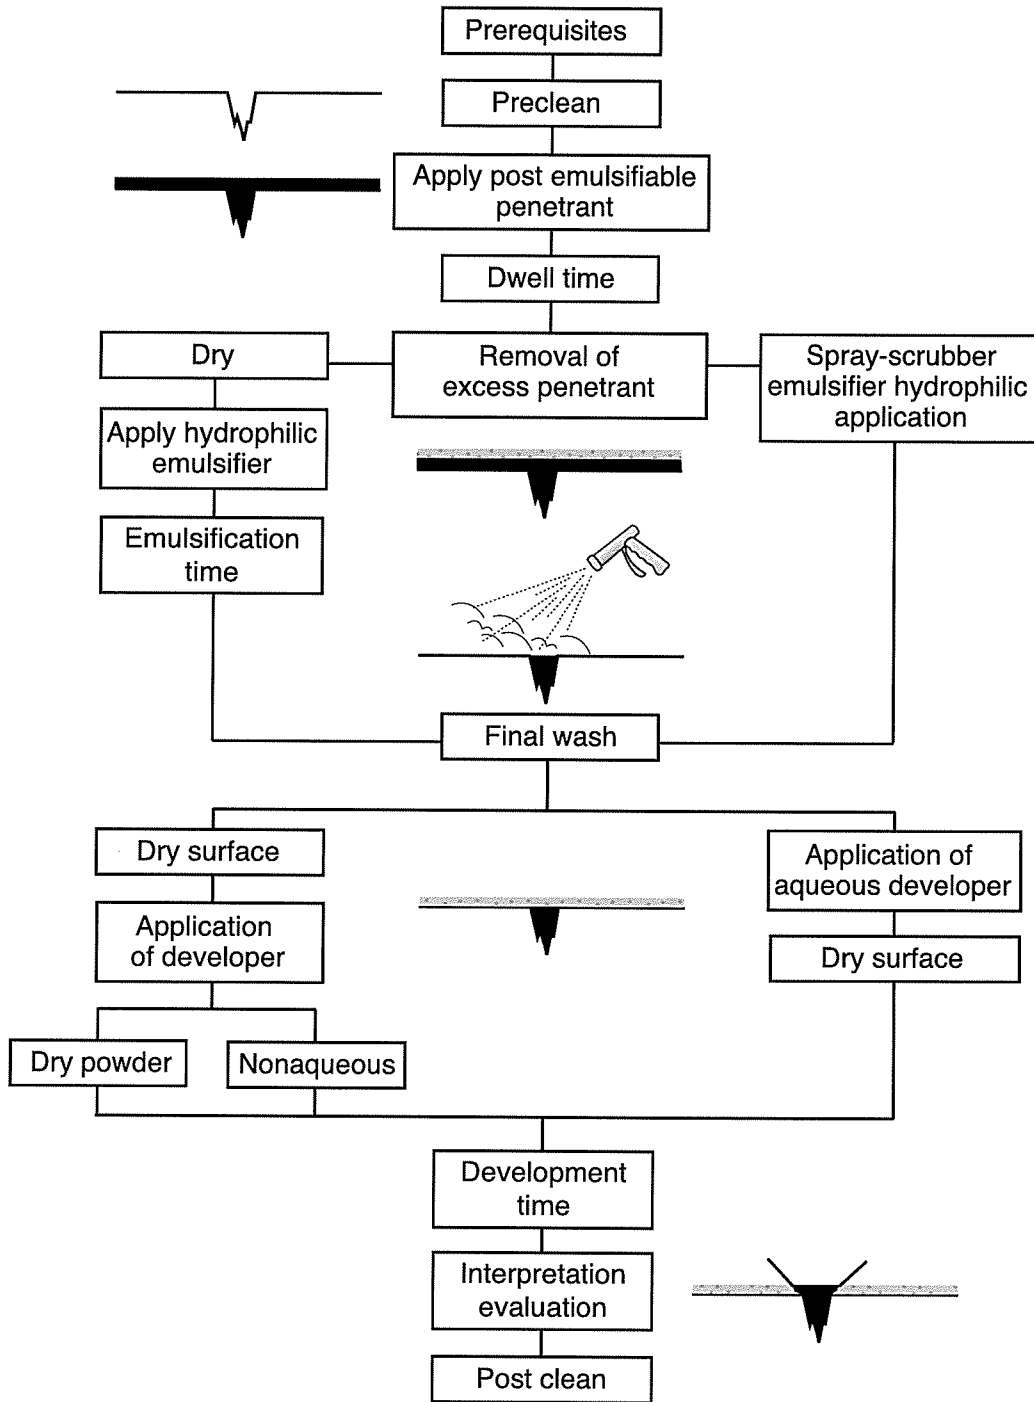 Prerequisites
Preclean
Apply post emulsifiable
penetrant
Dwell time
Dry
Removal of
excess penetrant
Spray-scrubber
emulsifier hydrophilic
application
Apply hydrophilic
emulsifier
Emulsification
time
Final wash
Dry surface
Application of
aqueous developer
Application
of developer
Dry surface
Dry powder
Nonaqueous
Development
time
Interpretation
evaluation
Post clean